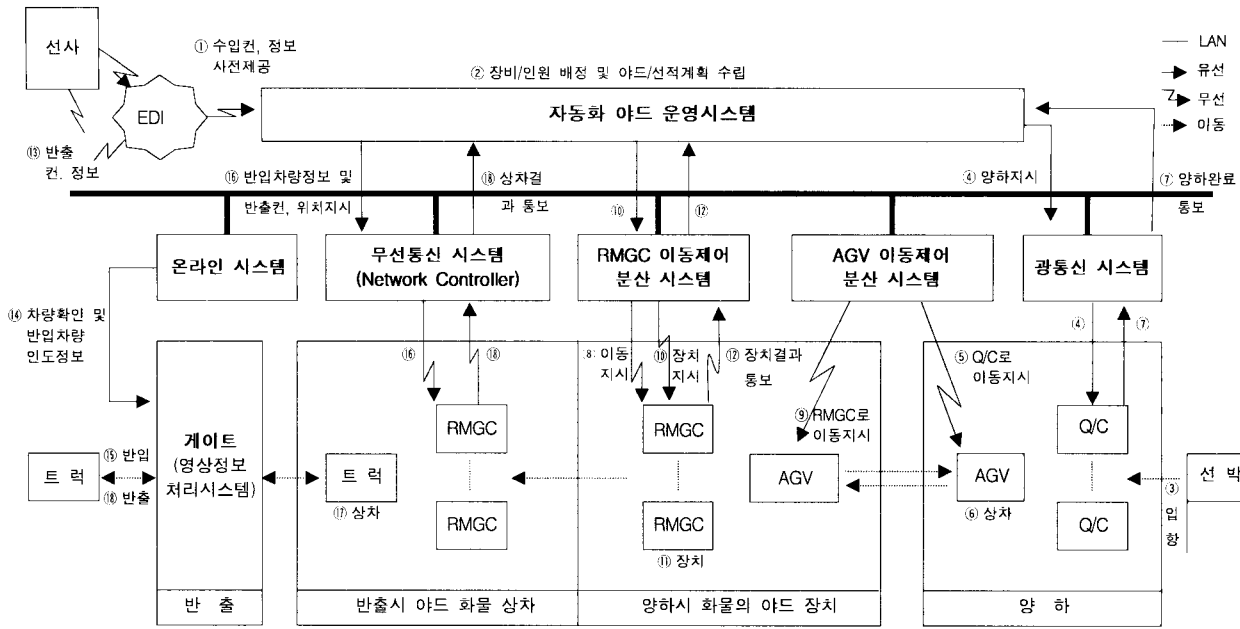 선사
EDI
① 수입컨, 정보
사전제공
② 장비/인원 배정 및 야드/선적계획 수립
자동화 야드 운영시스템
LAN
유선
무선
이동
⑬ 반출
컨, 정보
⑯ 반입차량정보 및
반출컨, 위치지시
⑱ 상차결
과 통보
⑩
⑫
④ 양하지시
⑦ 양하완료
통보
온라인 시스템
무선통신 시스템
(Network Controller)
RMGC 이동제어
분산 시스템
AGV 이동제어
분산 시스템
광통신 시스템
⑭ 차량확인 및
반입차량
인도정보
⑯
⑱
⑧ 이동
지시
⑩ 장치
지시
⑫ 장치결과
통보
⑤ Q/C로
이동지시
④
⑦
⑨ RMGC로
이동지시
게이트
(영상정보
처리시스템)
트 럭
⑮ 반입
⑱ 반출
트 럭
⑰ 상차
RMGC
RMGC
RMGC
RMGC
⑪ 장치
AGV
AGV
⑥ 상차
Q/C
Q/C
③
입
항
선 박
반 출
반출시 야드 화물 상차
양하시 화물의 야드 장치
양 하